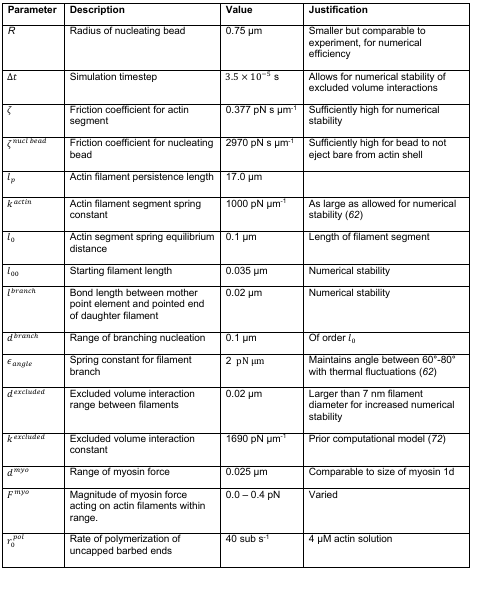 Parameter Description Value Justification
R Radius of nucleating bead 0.75 µm Smaller but comparable to
experiment, for numerical
efficiency
Δt Simulation timestep 3.5 × 10⁻⁵ s Allows for numerical stability of
excluded volume interactions
ζ Friction coefficient for actin 0.377 pN s µm⁻¹ Sufficiently high for numerical
segment stability
ζ^nucl bead Friction coefficient for nucleating 2970 pN s µm⁻¹ Sufficiently high for bead to not
bead eject bare from actin shell
l_p Actin filament persistence length 17.0 µm
k^actin Actin filament segment spring 1000 pN µm⁻¹ As large as allowed for numerical
constant stability (62)
l₀ Actin segment spring equilibrium 0.1 µm Length of filament segment
distance
l₀₀ Starting filament length 0.035 µm Numerical stability
l^branch Bond length between mother 0.02 µm Numerical stability
point element and pointed end
of daughter filament
d^branch Range of branching nucleation 0.1 µm Of order l₀
ϵ_angle Spring constant for filament 2 pN µm Maintains angle between 60°-80°
branch with thermal fluctuations (62)
d^excluded Excluded volume interaction 0.02 µm Larger than 7 nm filament
range between filaments diameter for increased numerical
stability
k^excluded Excluded volume interaction 1690 pN µm⁻¹ Prior computational model (72)
constant
d^myo Range of myosin force 0.025 µm Comparable to size of myosin 1d
F^myo Magnitude of myosin force 0.0 – 0.4 pN Varied
acting on actin filaments within
range.
r₀^pol Rate of polymerization of 40 sub s⁻¹ 4 µM actin solution
uncapped barbed ends